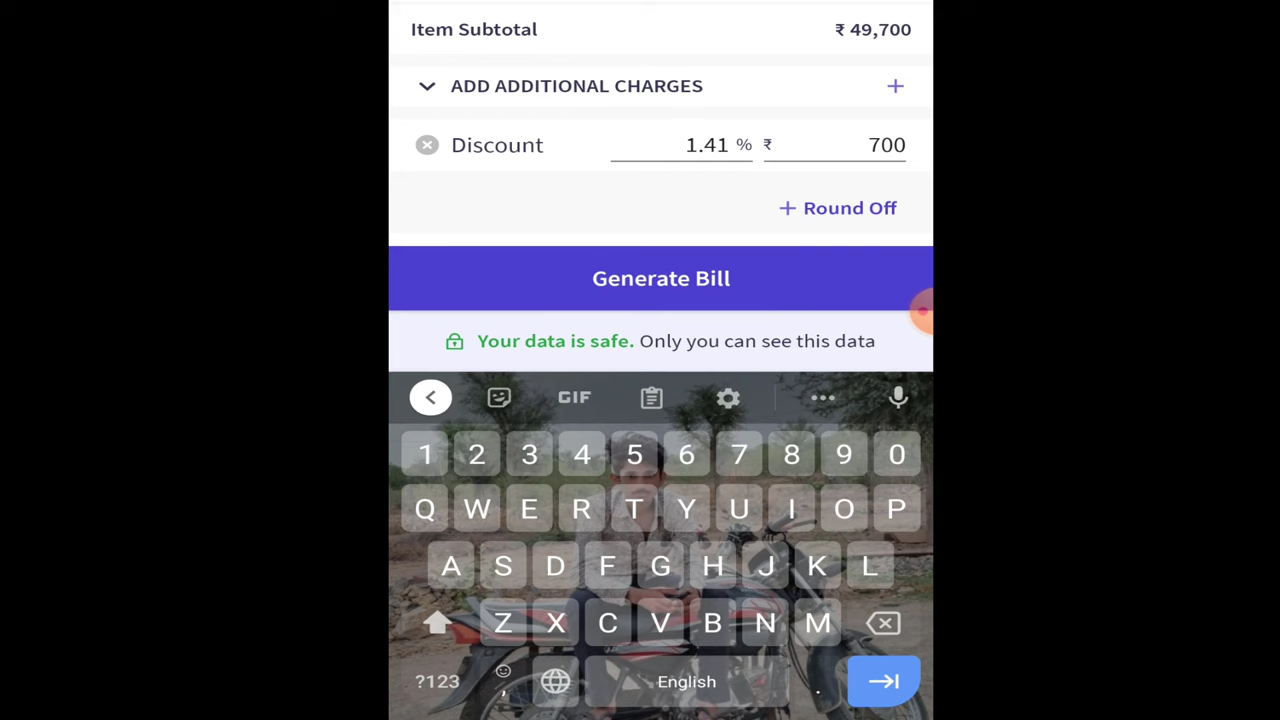 Item Subtotal ₹ 49,700
ADD ADDITIONAL CHARGES +
Discount 1.41 % ₹ 700
+ Round Off
Generate Bill
Your data is safe. Only you can see this data
GIF
1 2 3 4 5 6 7 8 9 0
Q W E R T Y U I O P
A S D F G H J K L
Z X C V B N M
?123 , English .